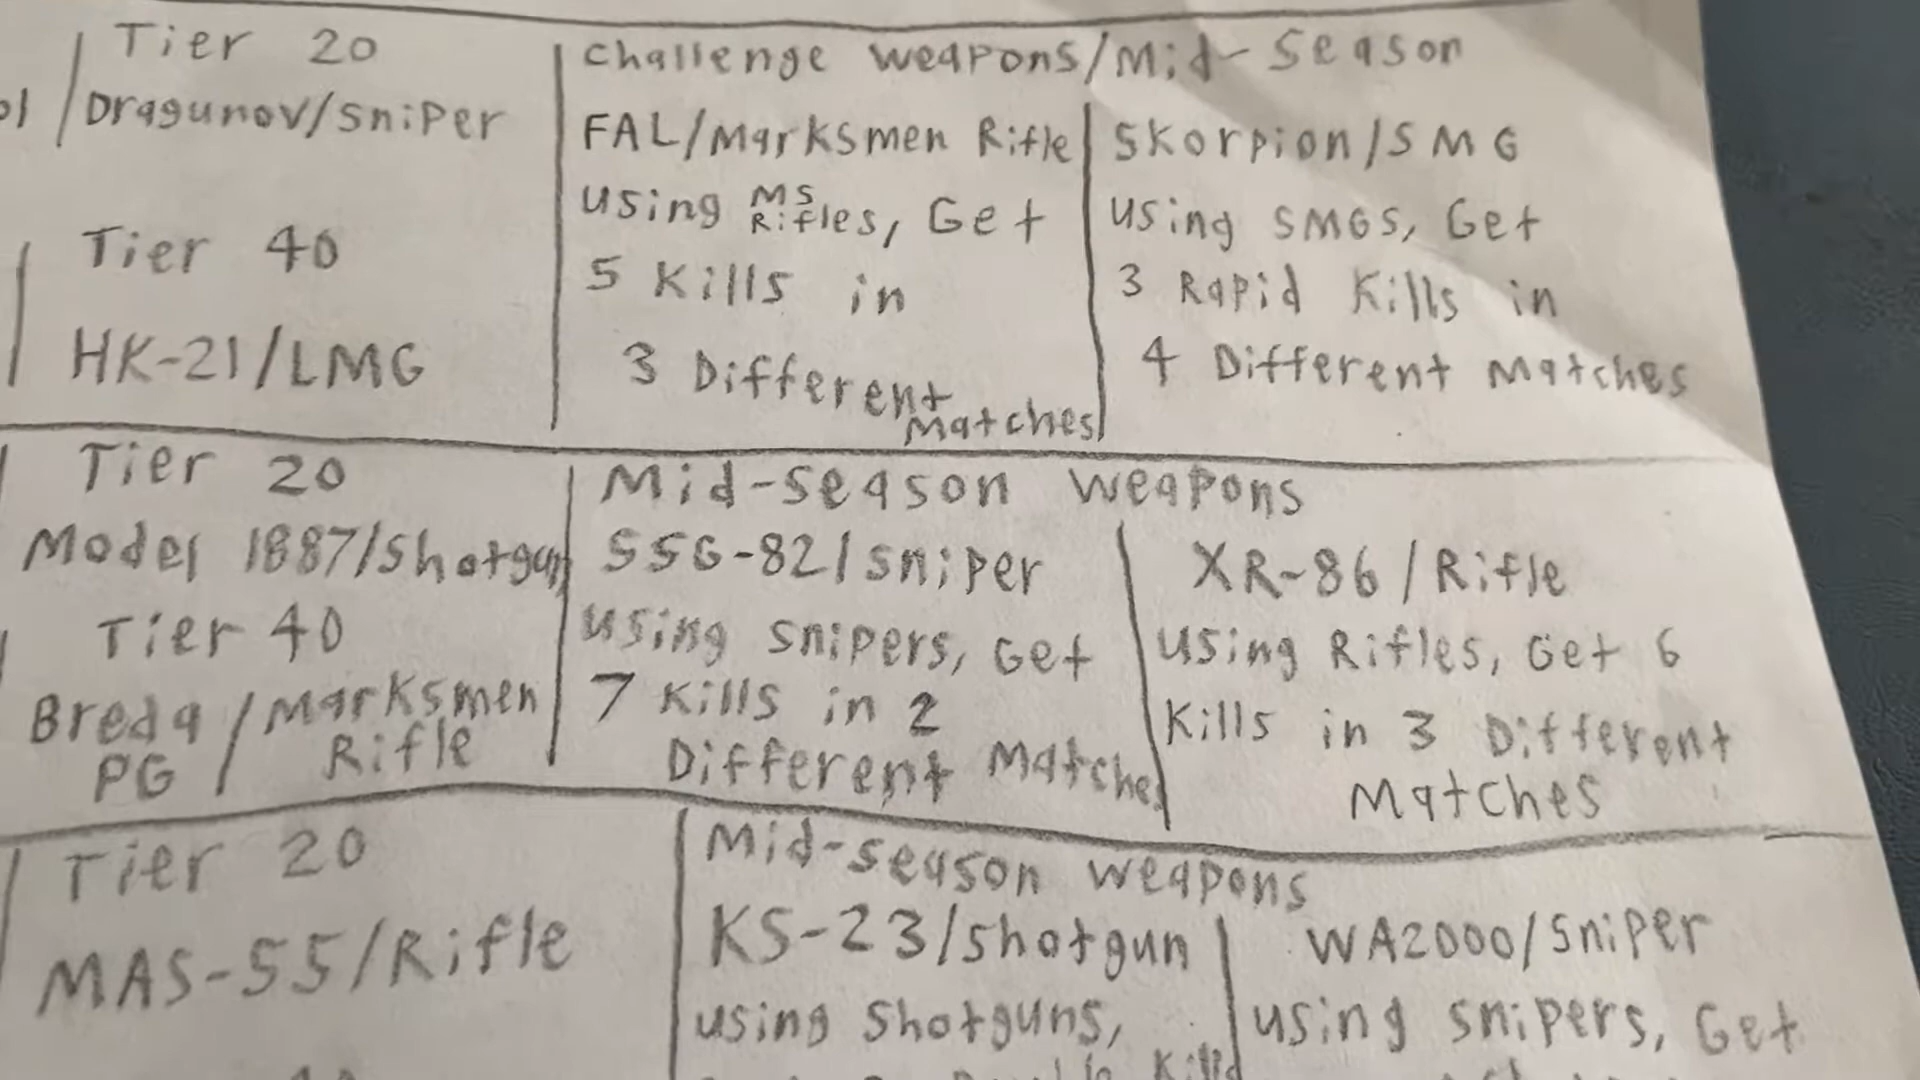 Tier 20
Dragunov/Sniper
Tier 40
HK-21/LMG
Challenge weapons/Mid-Season
FAL/Marksmen Rifle
using MS Rifles, Get
5 Kills in
3 Different
Matches
Skorpion/SMG
using SMGS, Get
3 Rapid Kills in
4 Different Matches
Tier 20
Model 1887/Shotgun
Tier 40
Breda PG/Marksmen Rifle
Mid-season weapons
SSG-82/Sniper
using snipers, Get
7 Kills in 2
Different Matches
XR-86/Rifle
using Rifles, Get 6
Kills in 3 Different
Matches
Tier 20
MAS-55/Rifle
Mid-season weapons
KS-23/Shotgun
using shotguns,
WA2000/Sniper
using snipers, Get